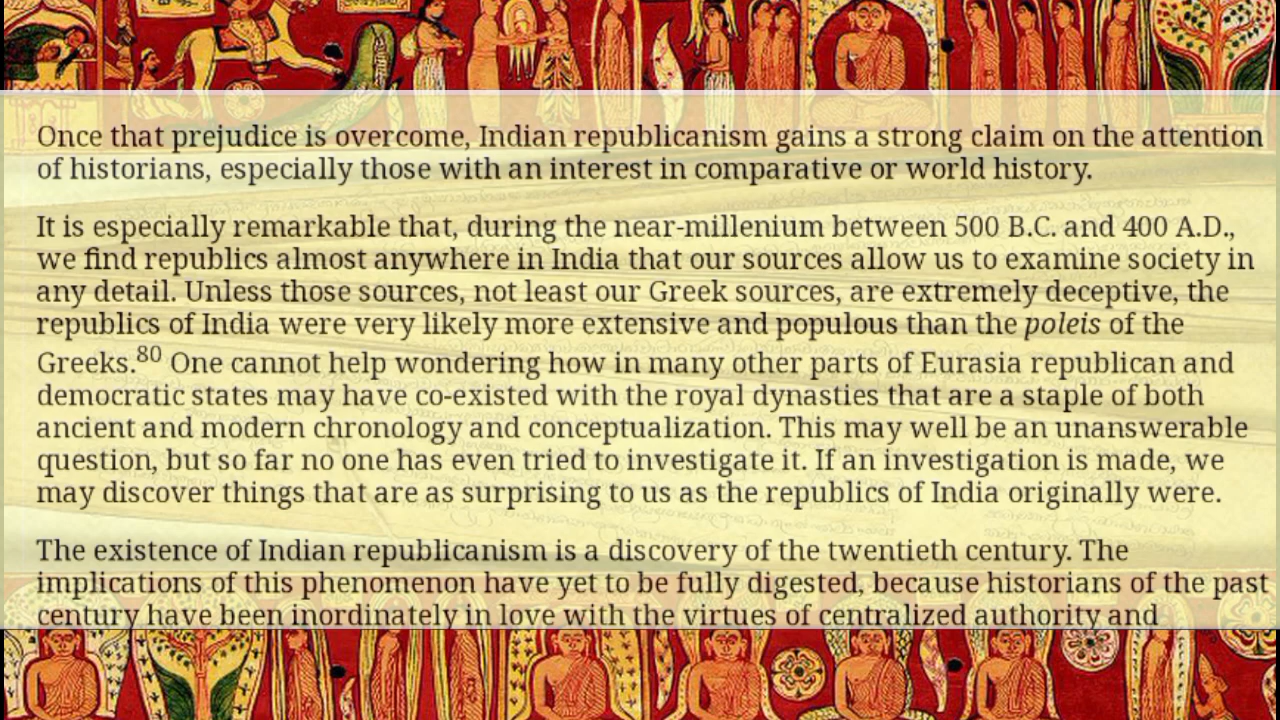 Once that prejudice is overcome, Indian republicanism gains a strong claim on the attention
of historians, especially those with an interest in comparative or world history.
It is especially remarkable that, during the near-millenium between 500 B.C. and 400 A.D.,
we find republics almost anywhere in India that our sources allow us to examine society in
any detail. Unless those sources, not least our Greek sources, are extremely deceptive, the
republics of India were very likely more extensive and populous than the poleis of the
Greeks.80 One cannot help wondering how in many other parts of Eurasia republican and
democratic states may have co-existed with the royal dynasties that are a staple of both
ancient and modern chronology and conceptualization. This may well be an unanswerable
question, but so far no one has even tried to investigate it. If an investigation is made, we
may discover things that are as surprising to us as the republics of India originally were.
The existence of Indian republicanism is a discovery of the twentieth century. The
implications of this phenomenon have yet to be fully digested, because historians of the past
century have been inordinately in love with the virtues of centralized authority and